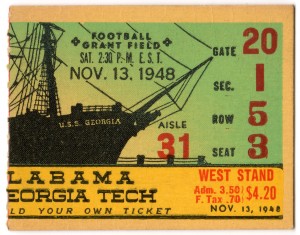 FOOTBALL
GRANT FIELD
SAT. 2:30 P.M. E.S.T.
NOV. 13, 1948
GATE 20
SEC. 1
ROW 5
SEAT 3
U.S.S. GEORGIA
AISLE
31
LABAMA
EORGIA TECH
LD YOUR OWN TICKET
WEST STAND
Adm. 3.50
F. Tax .70
$4.20
NOV. 13, 1948